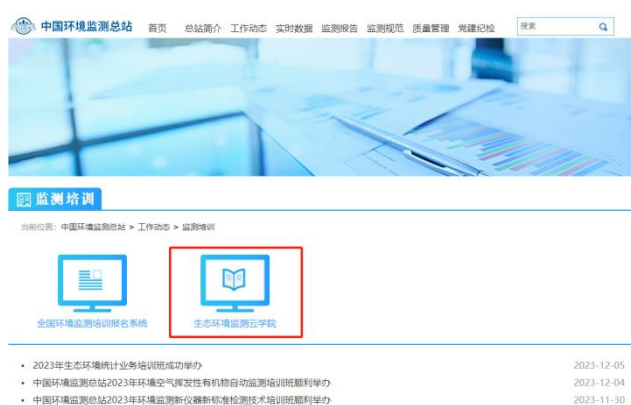 中国环境监测总站 首页 总站简介 工作动态 实时数据 监测报告 监测规范 质量管理 党建纪检 搜索
监测培训
当前位置：中国环境监测总站 > 工作动态 > 监测培训
全国环境监测培训报名系统 生态环境监测云学院
• 2023年生态环境统计业务培训班成功举办 2023-12-05
• 中国环境监测总站2023年环境空气挥发性有机物自动监测培训班顺利举办 2023-12-04
• 中国环境监测总站2023年环境监测新仪器新标准检测技术培训班顺利举办 2023-11-30